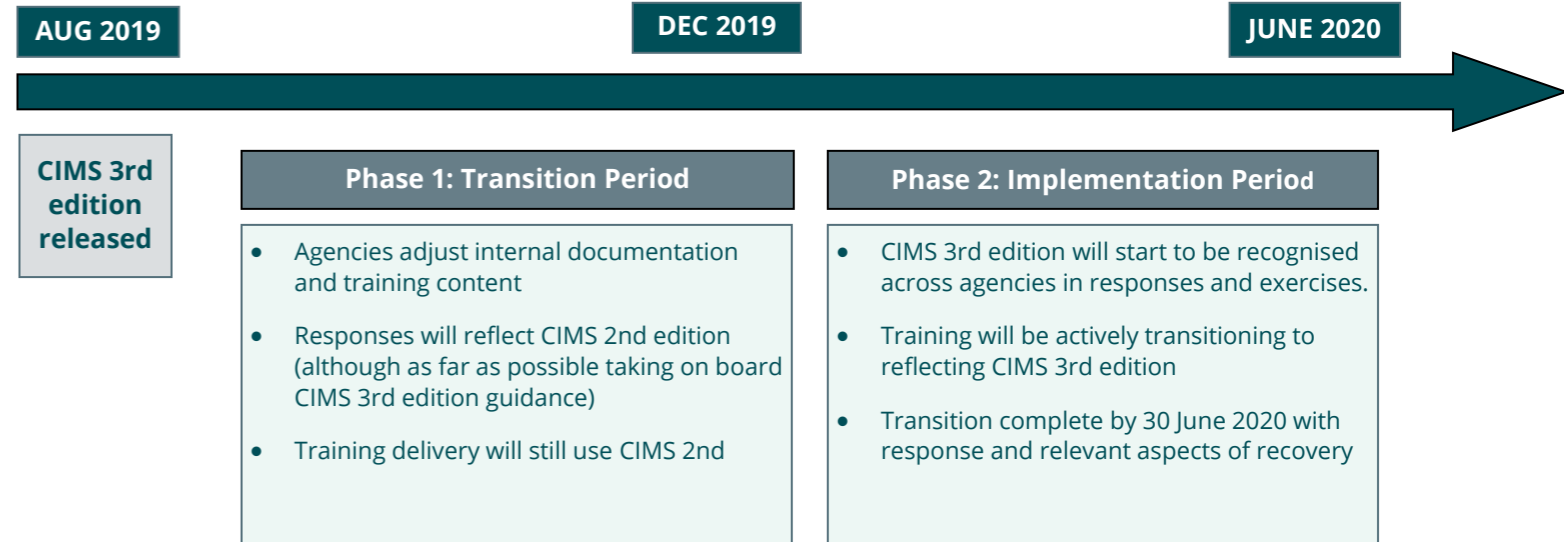 AUG 2019
DEC 2019
JUNE 2020
CIMS 3rd
edition
released
Phase 1: Transition Period
• Agencies adjust internal documentation
and training content
• Responses will reflect CIMS 2nd edition
(although as far as possible taking on board
CIMS 3rd edition guidance)
• Training delivery will still use CIMS 2nd
Phase 2: Implementation Period
• CIMS 3rd edition will start to be recognised
across agencies in responses and exercises.
• Training will be actively transitioning to
reflecting CIMS 3rd edition
• Transition complete by 30 June 2020 with
response and relevant aspects of recovery